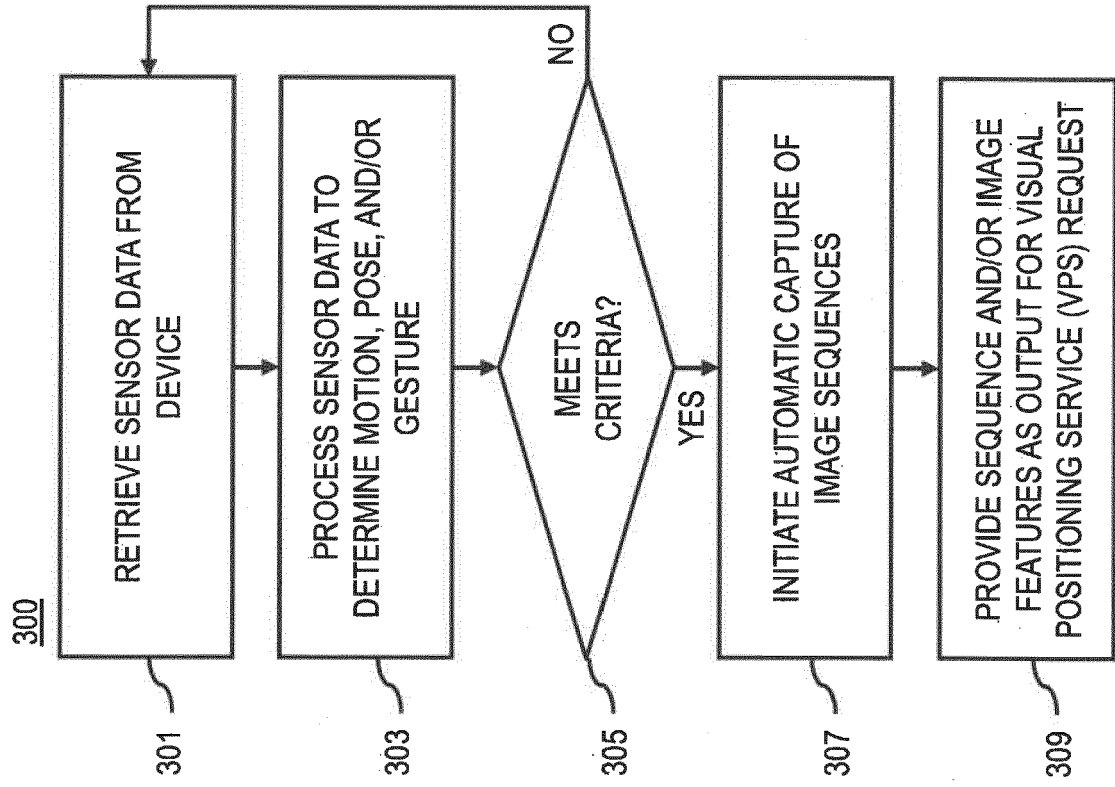 300
301
RETRIEVE SENSOR DATA FROM
DEVICE
303
PROCESS SENSOR DATA TO
DETERMINE MOTION, POSE, AND/OR
GESTURE
305
MEETS
CRITERIA?
NO
YES
307
INITIATE AUTOMATIC CAPTURE OF
IMAGE SEQUENCES
309
PROVIDE SEQUENCE AND/OR IMAGE
FEATURES AS OUTPUT FOR VISUAL
POSITIONING SERVICE (VPS) REQUEST